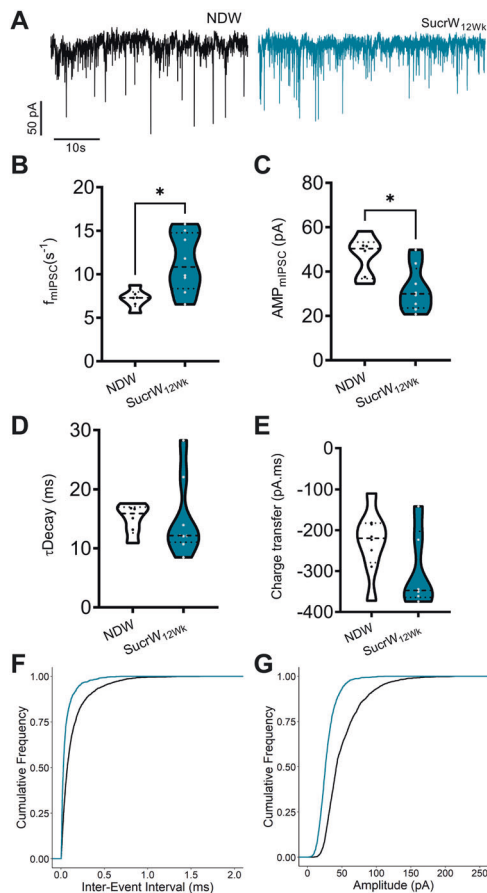 A
NDW
SucrW12Wk
50 pA
10s
B
C
*
*
fmIPSC(s-1)
20
15
10
5
0
NDW
SucrW12Wk
AMPmIPSC (pA)
80
60
40
20
0
NDW
SucrW12Wk
D
E
τDecay (ms)
30
20
10
0
NDW
SucrW12Wk
Charge transfer (pA.ms)
0
-100
-200
-300
-400
NDW
SucrW12Wk
F
G
Cumulative Frequency
1.00
0.75
0.50
0.25
0.00
0.0 0.5 1.0 1.5 2.0
Inter-Event Interval (ms)
Cumulative Frequency
1.00
0.75
0.50
0.25
0.00
0 50 100 150 200 250
Amplitude (pA)